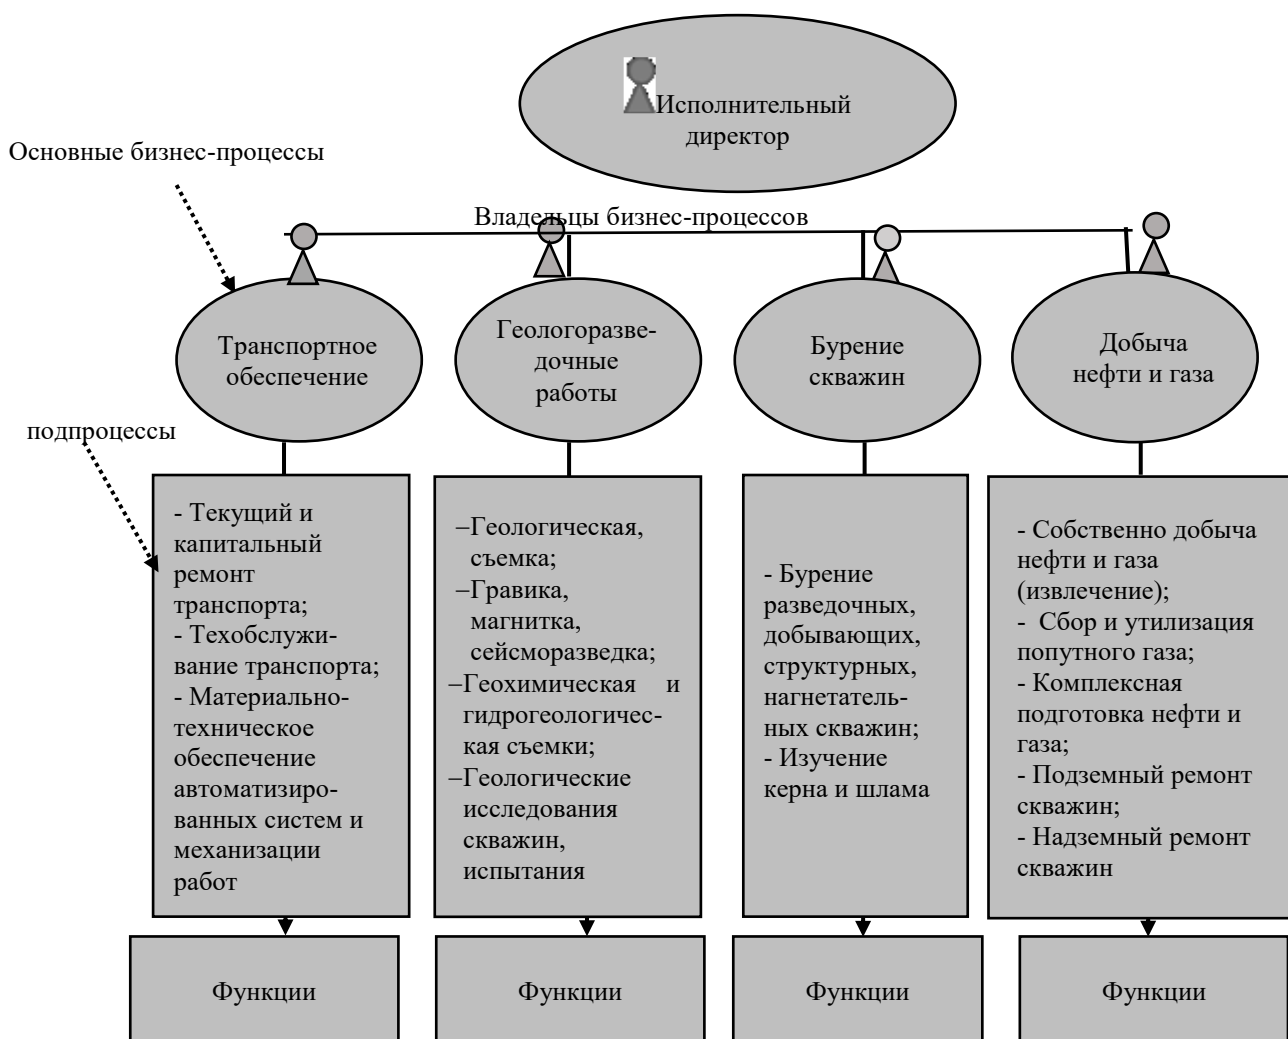 Исполнительный
директор
Основные бизнес-процессы
Владельцы бизнес-процессов
Транспортное
обеспечение
Геологоразве-
дочные
работы
Бурение
скважин
Добыча
нефти и газа
подпроцессы
- Текущий и
капитальный
ремонт
транспорта;
- Техобслужи-
вание транспорта;
- Материально-
техническое
обеспечение
автоматизиро-
ванных систем и
механизации
работ
–Геологическая,
съемка;
–Гравика,
магнитка,
сейсморазведка;
–Геохимическая и
гидрогеологичес-
кая съемки;
–Геологические
исследования
скважин,
испытания
- Бурение
разведочных,
добывающих,
структурных,
нагнетатель-
ных скважин;
- Изучение
керна и шлама
- Собственно добыча
нефти и газа
(извлечение);
- Сбор и утилизация
попутного газа;
- Комплексная
подготовка нефти и
газа;
- Подземный ремонт
скважин;
- Надземный ремонт
скважин
Функции
Функции
Функции
Функции